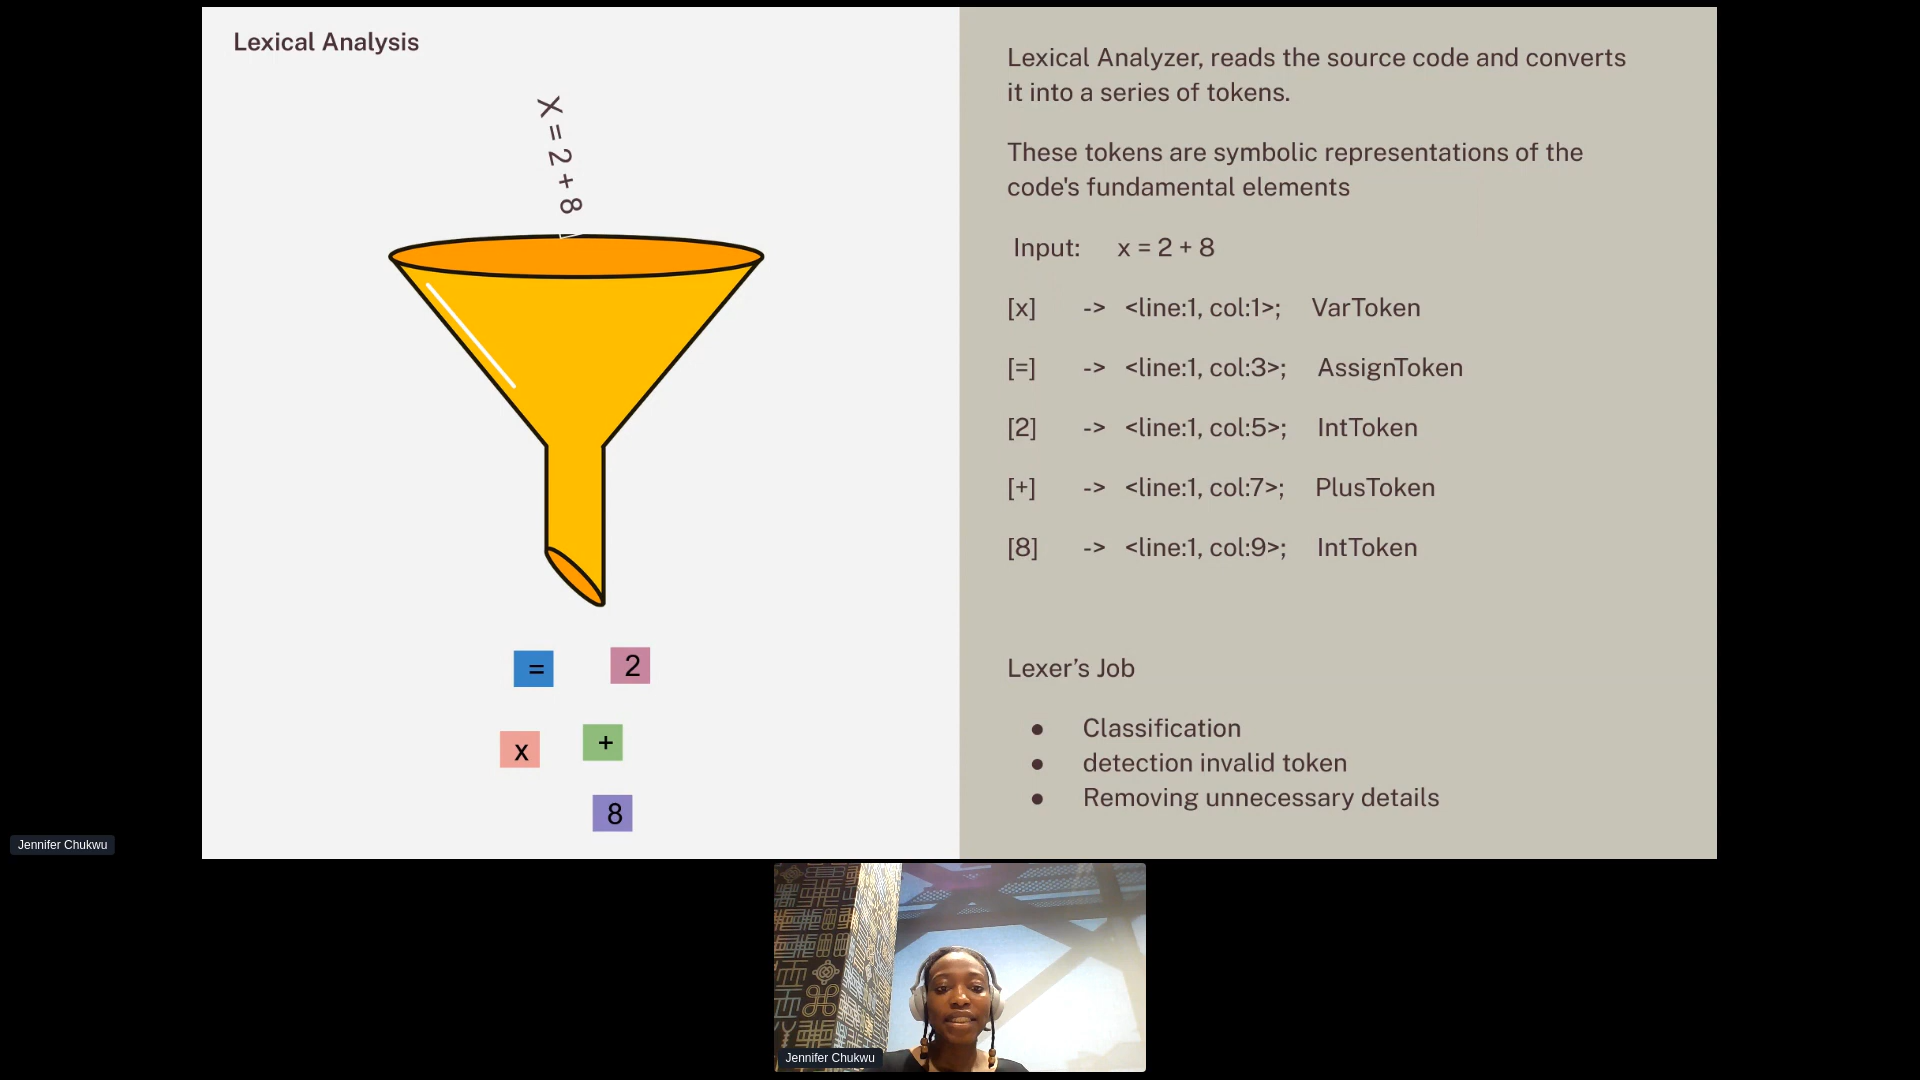 Lexical Analysis
X = 2 + 8
=
2
x
+
8
Lexical Analyzer, reads the source code and converts
it into a series of tokens.
These tokens are symbolic representations of the
code's fundamental elements
Input: x = 2 + 8
[x] -> <line:1, col:1>; VarToken
[=] -> <line:1, col:3>; AssignToken
[2] -> <line:1, col:5>; IntToken
[+] -> <line:1, col:7>; PlusToken
[8] -> <line:1, col:9>; IntToken
Lexer’s Job
● Classification
● detection invalid token
● Removing unnecessary details
Jennifer Chukwu
Jennifer Chukwu